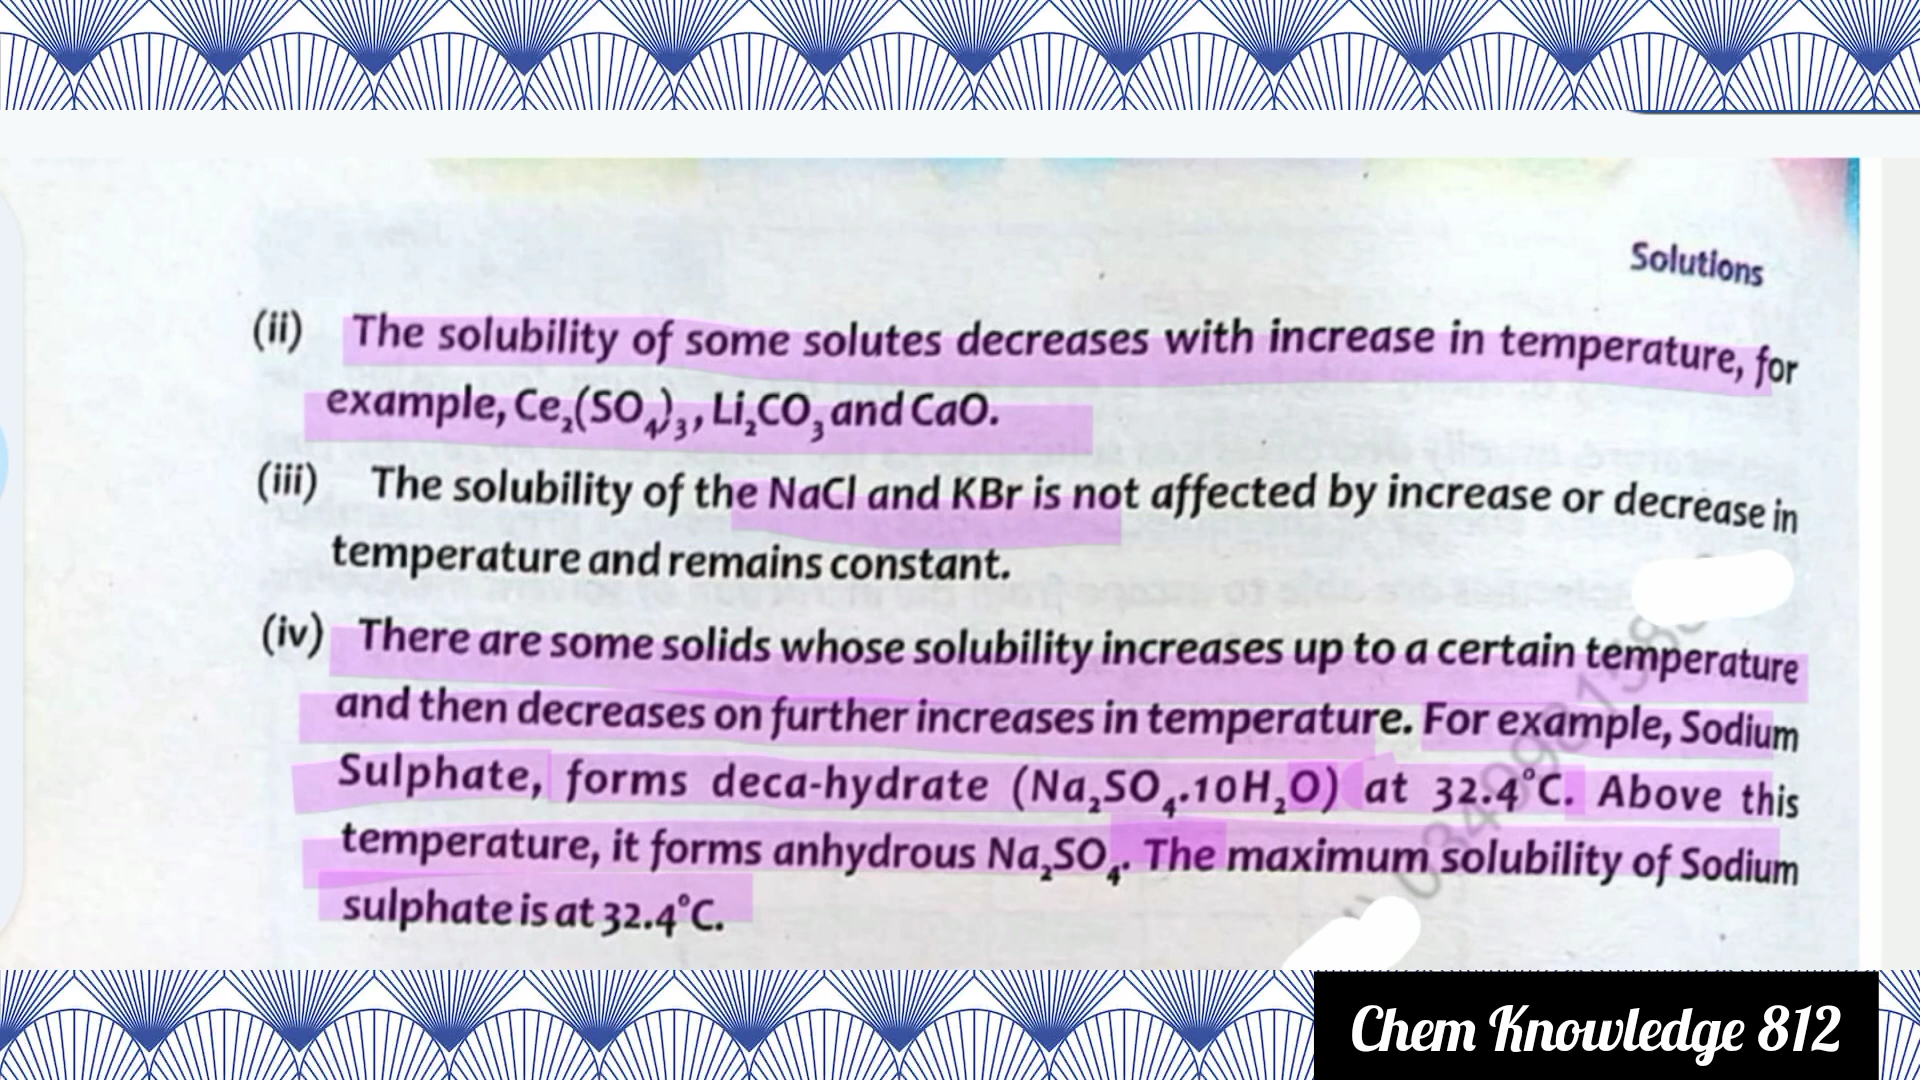 Solutions
(ii) The solubility of some solutes decreases with increase in temperature, for
example, Ce₂(SO₄)₃, Li₂CO₃ and CaO.
(iii) The solubility of the NaCl and KBr is not affected by increase or decrease in
temperature and remains constant.
(iv) There are some solids whose solubility increases up to a certain temperature
and then decreases on further increases in temperature. For example, Sodium
Sulphate, forms deca-hydrate (Na₂SO₄.10H₂O) at 32.4°C. Above this
temperature, it forms anhydrous Na₂SO₄. The maximum solubility of Sodium
sulphate is at 32.4°C.
Chem Knowledge 812